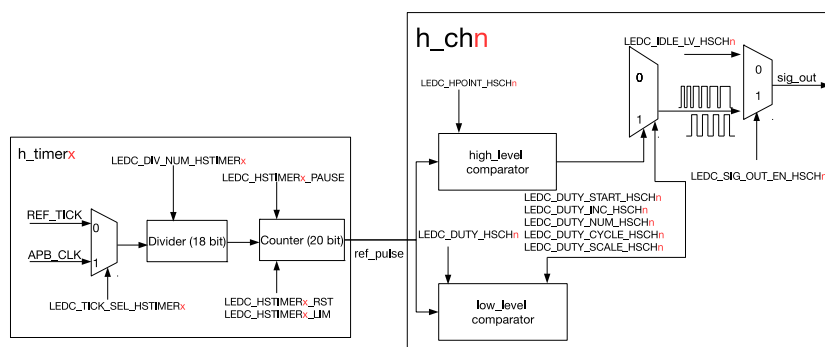 h_chn
LEDC_IDLE_LV_HSCHn
0
0
sig_out
1
1
LEDC_HPOINT_HSCHn
high_level
comparator
LEDC_SIG_OUT_EN_HSCHn
h_timerx
LEDC_DIV_NUM_HSTIMERx
LEDC_HSTIMERx_PAUSE
REF_TICK
0
APB_CLK
1
Divider (18 bit)
Counter (20 bit)
ref_pulse
LEDC_TICK_SEL_HSTIMERx
LEDC_HSTIMERx_RST
LEDC_HSTIMERx_LIM
LEDC_DUTY_START_HSCHn
LEDC_DUTY_INC_HSCHn
LEDC_DUTY_NUM_HSCHn
LEDC_DUTY_CYCLE_HSCHn
LEDC_DUTY_SCALE_HSCHn
LEDC_DUTY_HSCHn
low_level
comparator